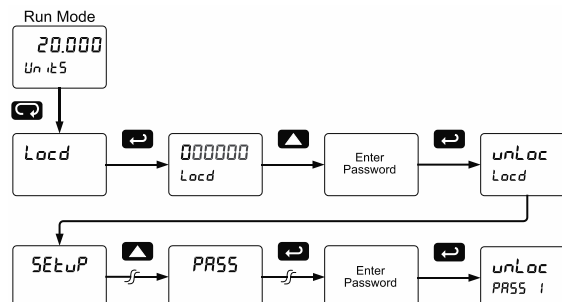 Run Mode
20.000
Units
Locd
000000
Locd
Enter
Password
unLoc
Locd
SEtuP
PASS
Enter
Password
unLoc
PASS 1